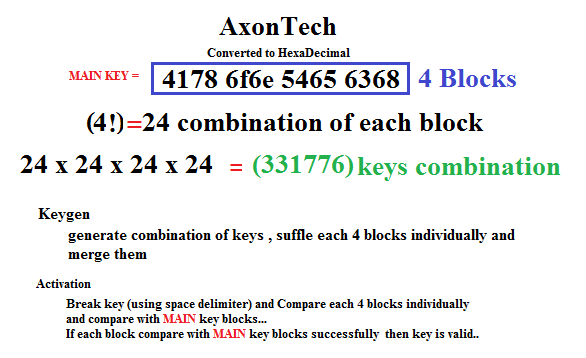 AxonTech
Converted to HexaDecimal
MAIN KEY = 4178 6f6e 5465 6368 4 Blocks
(4!)=24 combination of each block
24 x 24 x 24 x 24 = (331776) keys combination
Keygen
generate combination of keys , suffle each 4 blocks individually and
merge them
Activation
Break key (using space delimiter) and Compare each 4 blocks individually
and compare with MAIN key blocks...
If each block compare with MAIN key blocks successfully then key is valid..